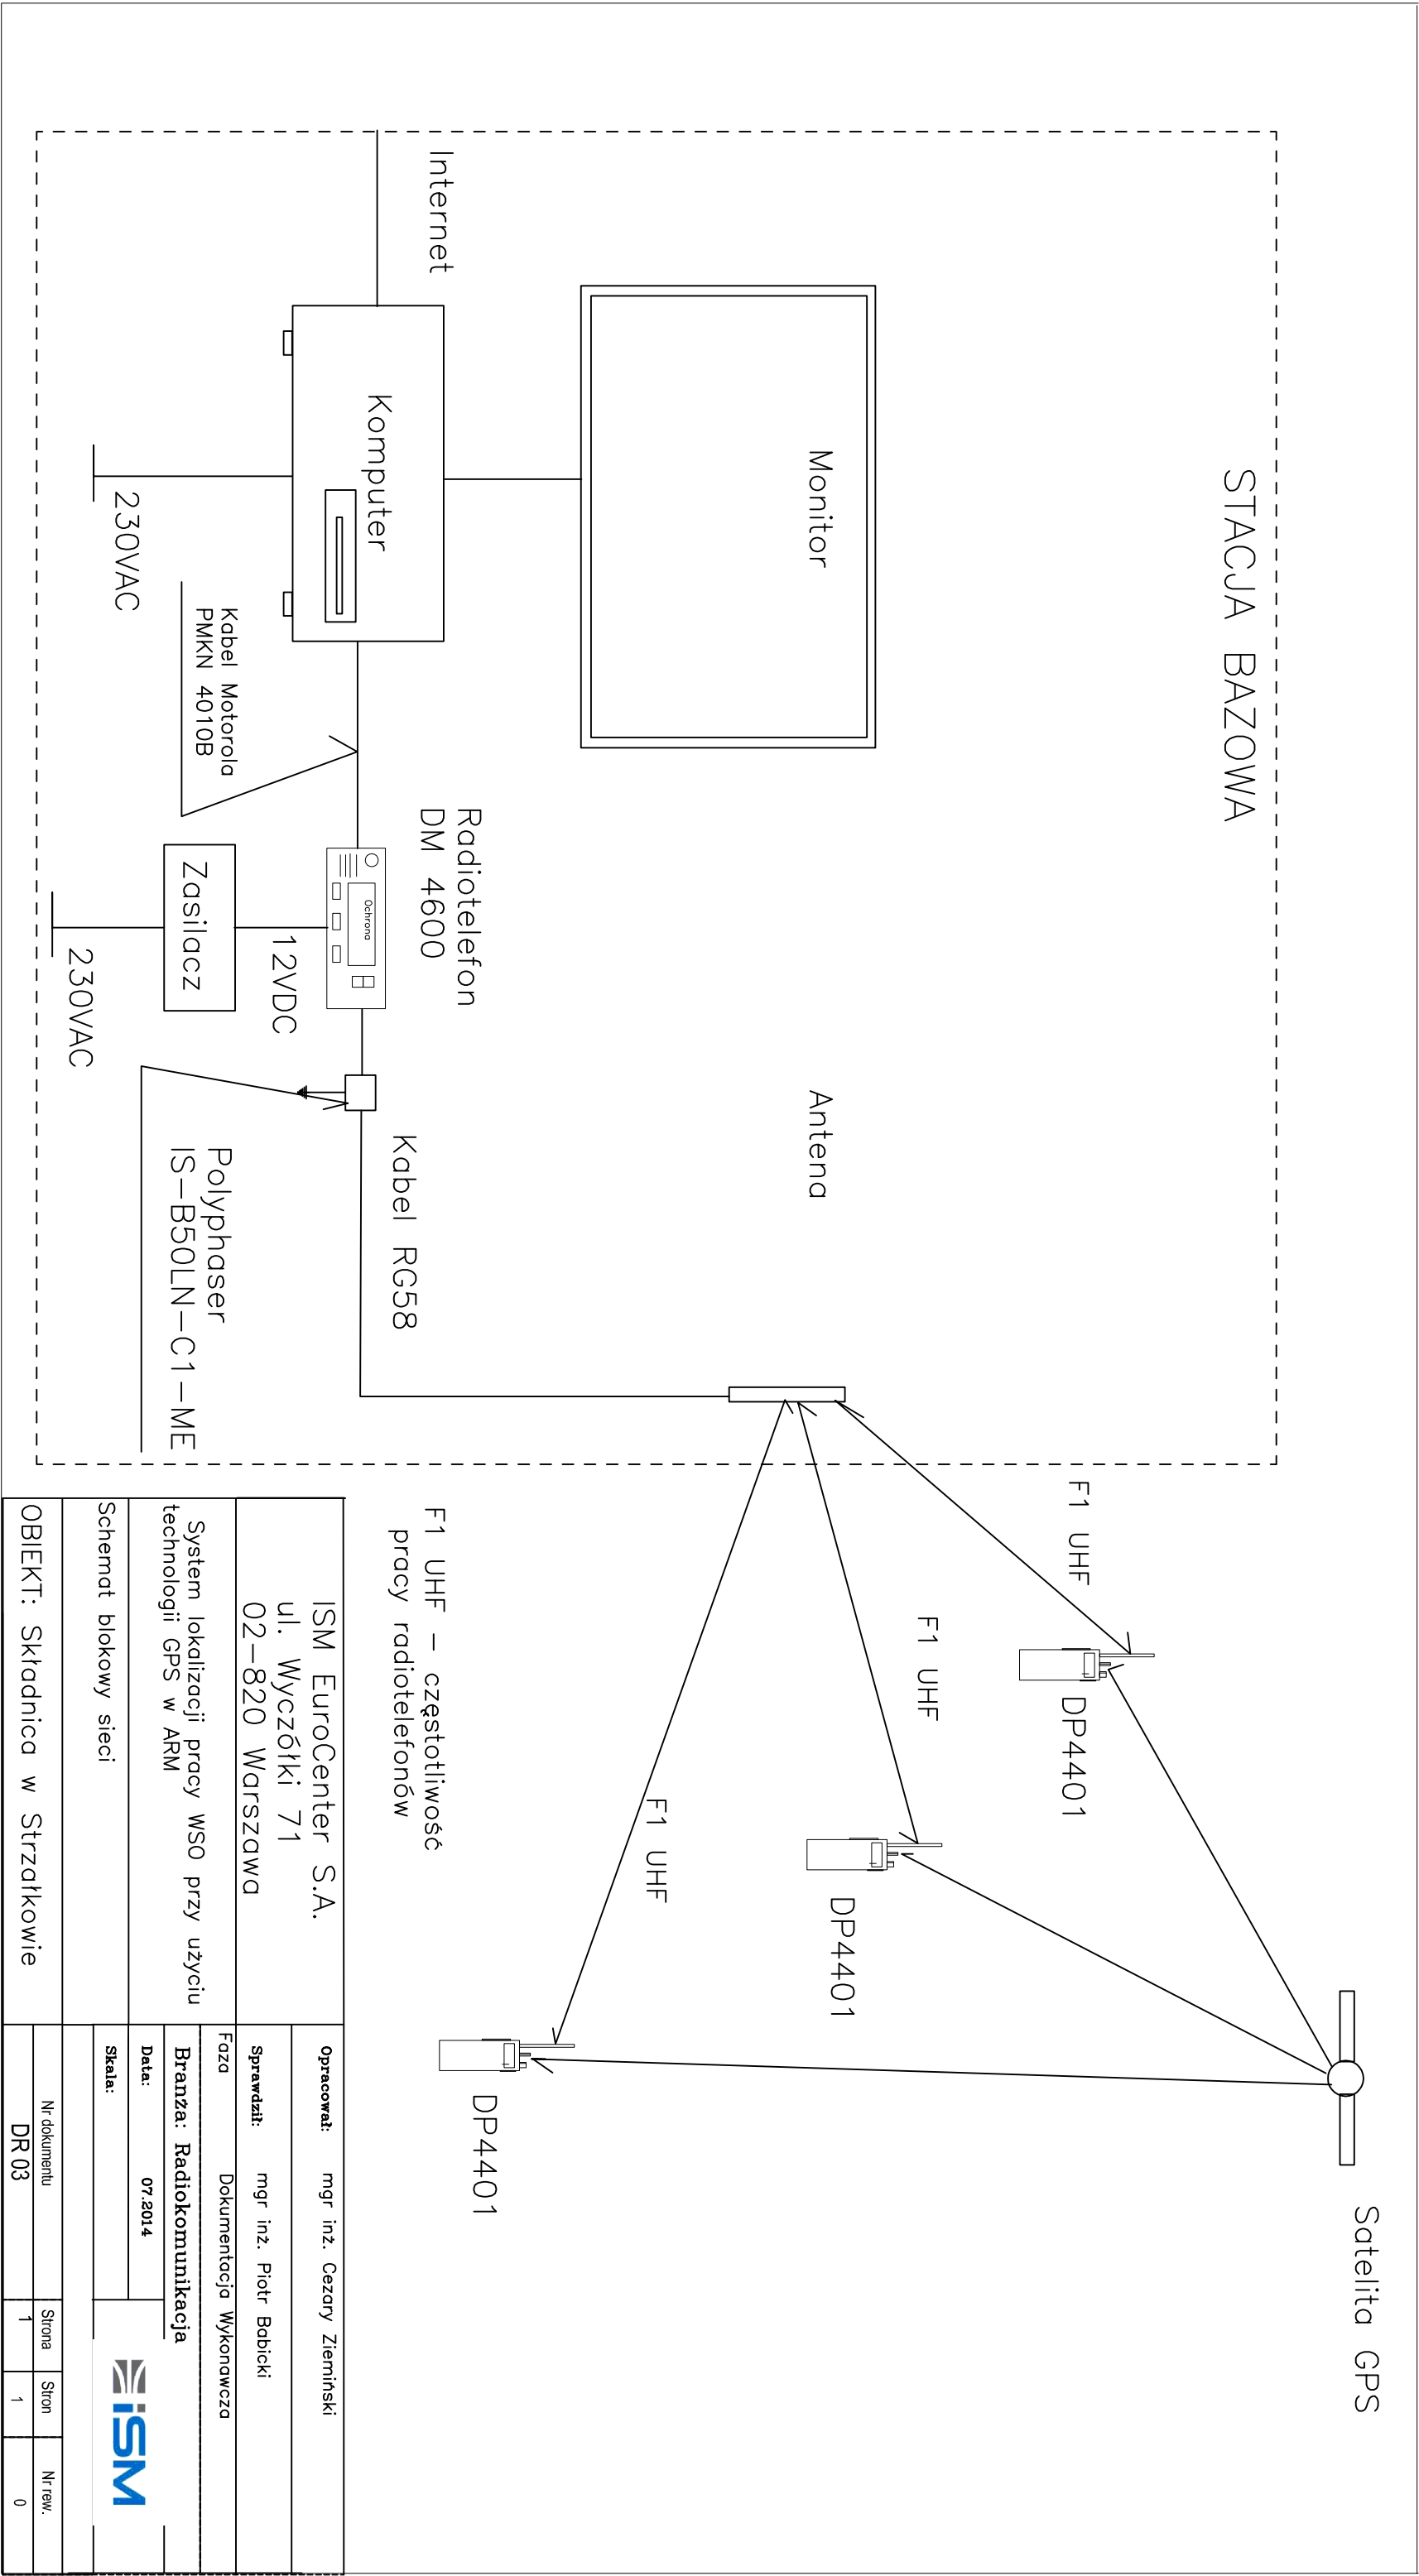 STACJA BAZOWA
Satelita GPS
Monitor
Antena
F1 UHF
DP4401
F1 UHF
DP4401
F1 UHF
DP4401
Internet
Komputer
230VAC
Kabel Motorola
PMKN 4010B
Radiotelefon
DM 4600
Ochrona
12VDC
Zasilacz
230VAC
Kabel RG58
Polyphaser
IS-B50LN-C1-ME
F1 UHF - częstotliwość
pracy radiotelefonów
ISM EuroCenter S.A.
ul. Wyczółki 71
02-820 Warszawa
System lokalizacji pracy WSO przy użyciu
technologii GPS w ARM
Schemat blokowy sieci
OBIEKT: Składnica w Strzałkowie
Opracował: mgr inż. Cezary Ziemiński
Sprawdził: mgr inż. Piotr Babicki
Faza Dokumentacja Wykonawcza
Branża: Radiokomunikacja
Data: 07.2014
Skala:
iSM
Nr dokumentu Strona Stron Nr rew.
DR 03 1 1 0